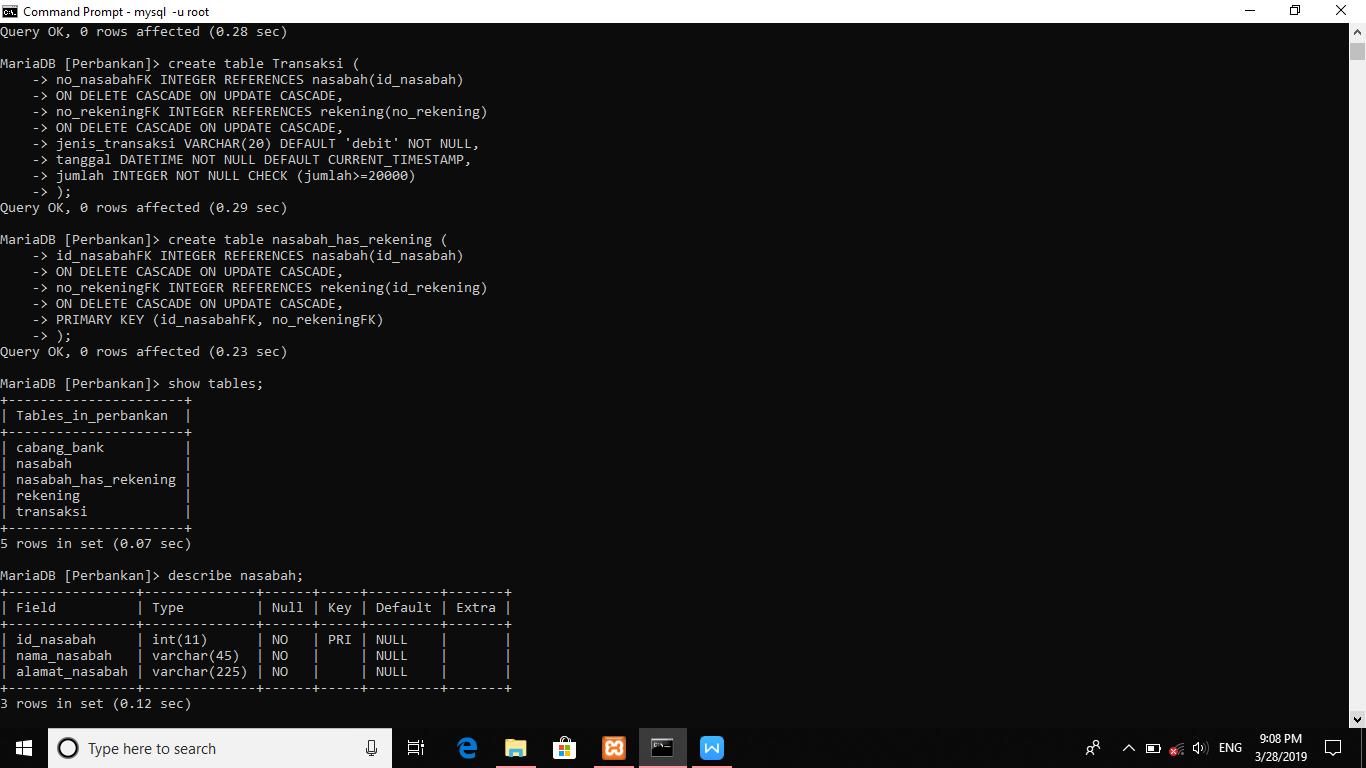 Command Prompt - mysql -u root
Query OK, 0 rows affected (0.28 sec)
MariaDB [Perbankan]> create table Transaksi (
    -> no_nasabahFK INTEGER REFERENCES nasabah(id_nasabah)
    -> ON DELETE CASCADE ON UPDATE CASCADE,
    -> no_rekeningFK INTEGER REFERENCES rekening(no_rekening)
    -> ON DELETE CASCADE ON UPDATE CASCADE,
    -> jenis_transaksi VARCHAR(20) DEFAULT 'debit' NOT NULL,
    -> tanggal DATETIME NOT NULL DEFAULT CURRENT_TIMESTAMP,
    -> jumlah INTEGER NOT NULL CHECK (jumlah>=20000)
    -> );
Query OK, 0 rows affected (0.29 sec)
MariaDB [Perbankan]> create table nasabah_has_rekening (
    -> id_nasabahFK INTEGER REFERENCES nasabah(id_nasabah)
    -> ON DELETE CASCADE ON UPDATE CASCADE,
    -> no_rekeningFK INTEGER REFERENCES rekening(id_rekening)
    -> ON DELETE CASCADE ON UPDATE CASCADE,
    -> PRIMARY KEY (id_nasabahFK, no_rekeningFK)
    -> );
Query OK, 0 rows affected (0.23 sec)
MariaDB [Perbankan]> show tables;
+----------------------+
| Tables_in_perbankan  |
+----------------------+
| cabang_bank          |
| nasabah              |
| nasabah_has_rekening |
| rekening             |
| transaksi            |
+----------------------+
5 rows in set (0.07 sec)
MariaDB [Perbankan]> describe nasabah;
+----------------+--------------+------+-----+---------+-------+
| Field          | Type         | Null | Key | Default | Extra |
+----------------+--------------+------+-----+---------+-------+
| id_nasabah     | int(11)      | NO   | PRI | NULL    |       |
| nama_nasabah   | varchar(45)  | NO   |     | NULL    |       |
| alamat_nasabah | varchar(225) | NO   |     | NULL    |       |
+----------------+--------------+------+-----+---------+-------+
3 rows in set (0.12 sec)
Type here to search
ENG
9:08 PM
3/28/2019